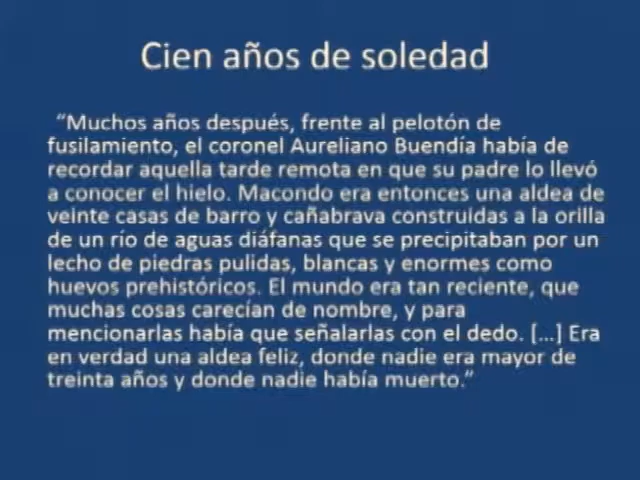 Cien años de soledad
“Muchos años después, frente al pelotón de
fusilamiento, el coronel Aureliano Buendía había de
recordar aquella tarde remota en que su padre lo llevó
a conocer el hielo. Macondo era entonces una aldea de
veinte casas de barro y cañabrava construidas a la orilla
de un río de aguas diáfanas que se precipitaban por un
lecho de piedras pulidas, blancas y enormes como
huevos prehistóricos. El mundo era tan reciente, que
muchas cosas carecían de nombre, y para
mencionarlas había que señalarlas con el dedo. [...] Era
en verdad una aldea feliz, donde nadie era mayor de
treinta años y donde nadie había muerto.”